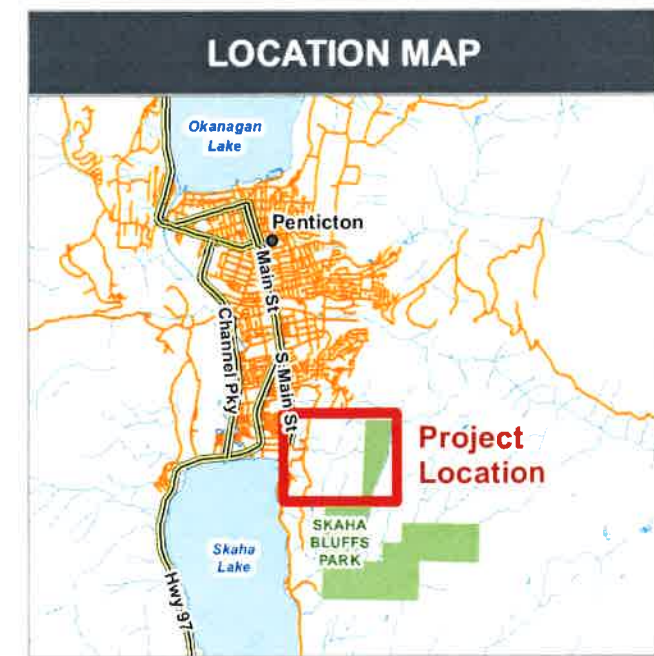 LOCATION MAP
Okanagan
Lake
Penticton
Main St
Channel Pky
S Main St
Project
Location
SKAHA
BLUFFS
PARK
Skaha
Lake
Hwy 97